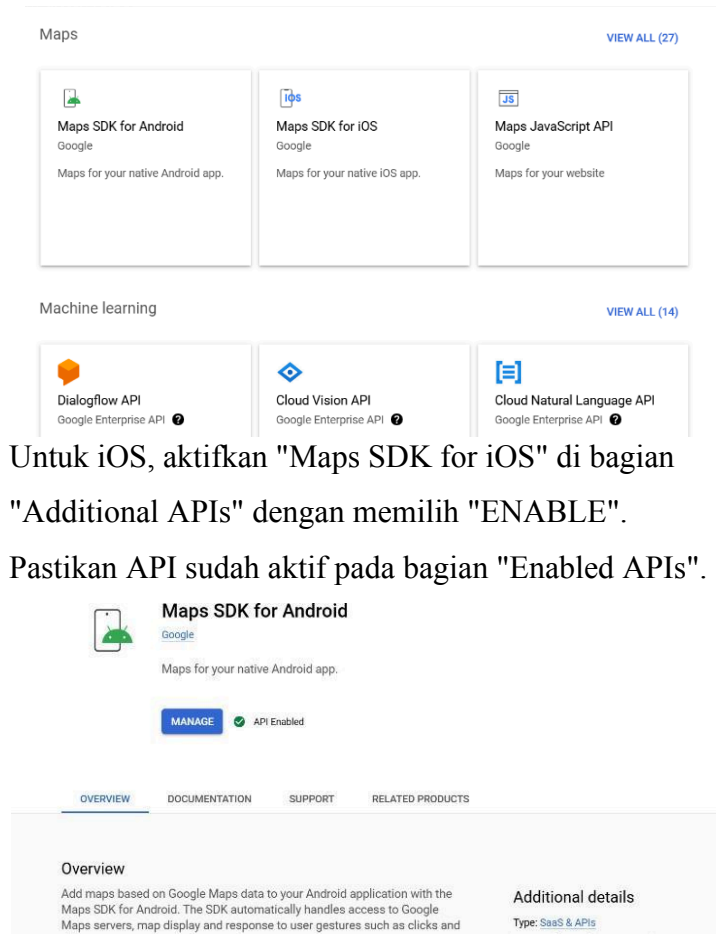 Maps
VIEW ALL (27)
Maps SDK for Android
Google
Maps for your native Android app.
iOS
Maps SDK for iOS
Google
Maps for your native iOS app.
JS
Maps JavaScript API
Google
Maps for your website
Machine learning
VIEW ALL (14)
Dialogflow API
Google Enterprise API ?
Cloud Vision API
Google Enterprise API ?
Cloud Natural Language API
Google Enterprise API ?
Untuk iOS, aktifkan "Maps SDK for iOS" di bagian
"Additional APIs" dengan memilih "ENABLE".
Pastikan API sudah aktif pada bagian "Enabled APIs".
Maps SDK for Android
Google
Maps for your native Android app.
MANAGE
API Enabled
OVERVIEW DOCUMENTATION SUPPORT RELATED PRODUCTS
Overview
Add maps based on Google Maps data to your Android application with the
Maps SDK for Android. The SDK automatically handles access to Google
Maps servers, map display and response to user gestures such as clicks and
Additional details
Type: SaaS & APIs